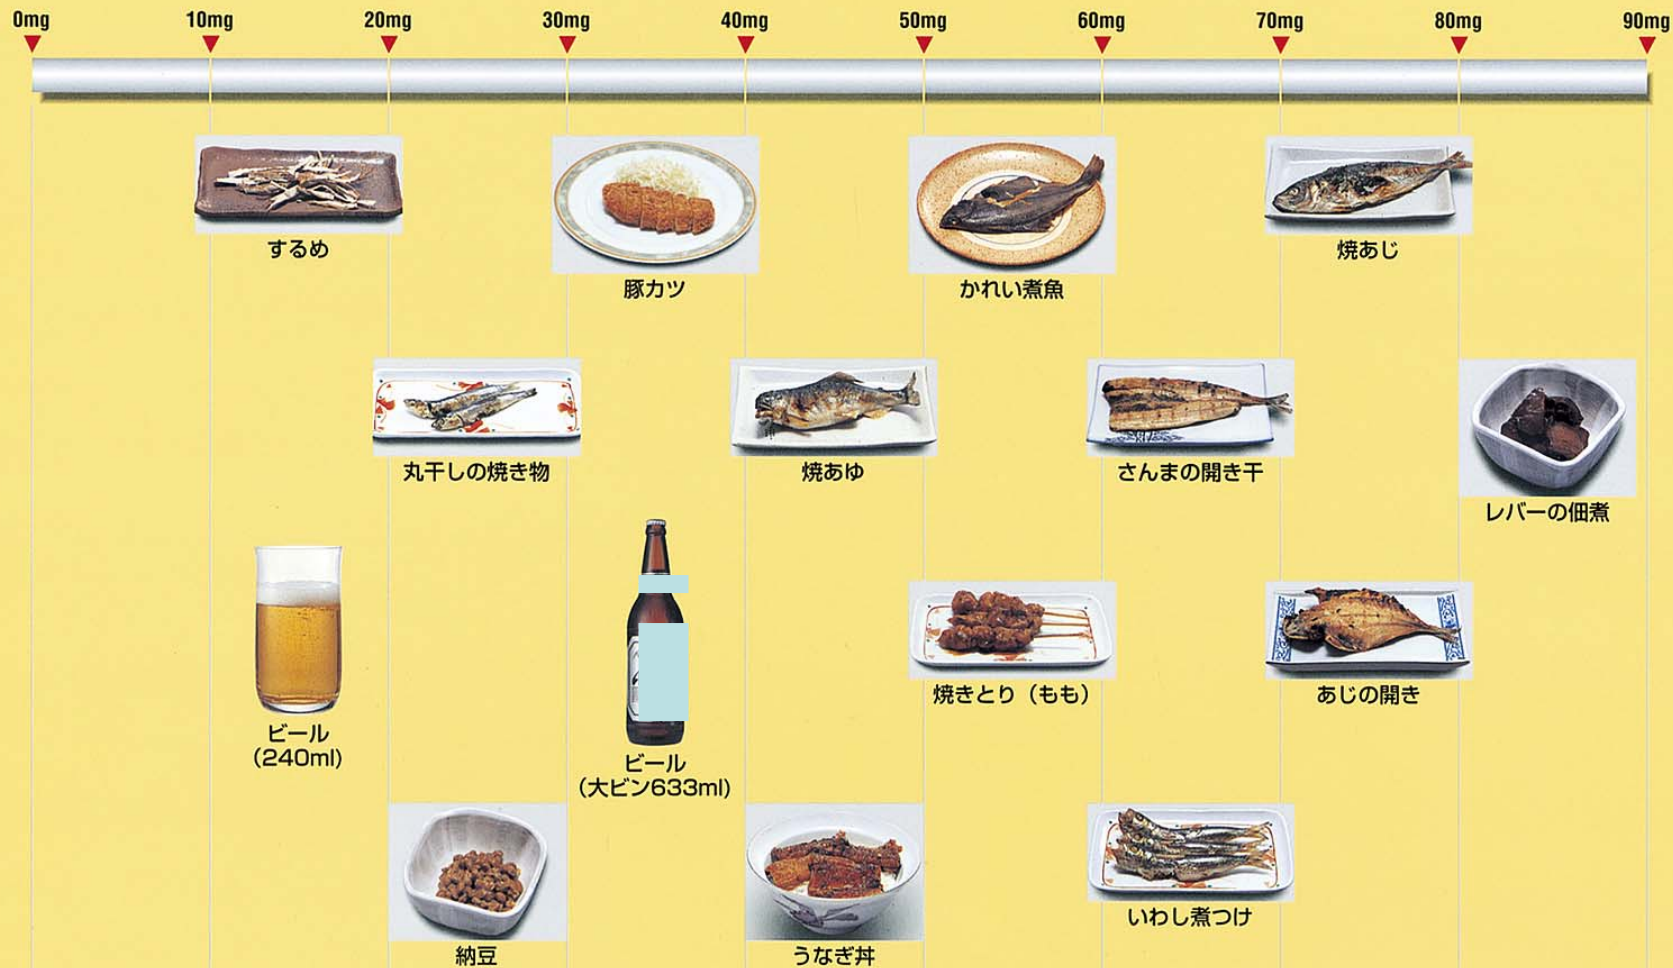 0mg 10mg 20mg 30mg 40mg 50mg 60mg 70mg 80mg 90mg
するめ
豚カツ
かれい煮魚
焼あじ
丸干しの焼き物
焼あゆ
さんまの開き干
レバーの佃煮
ビール
(240ml)
ビール
(大ビン633ml)
焼きとり(もも)
あじの開き
納豆
うなぎ丼
いわし煮つけ